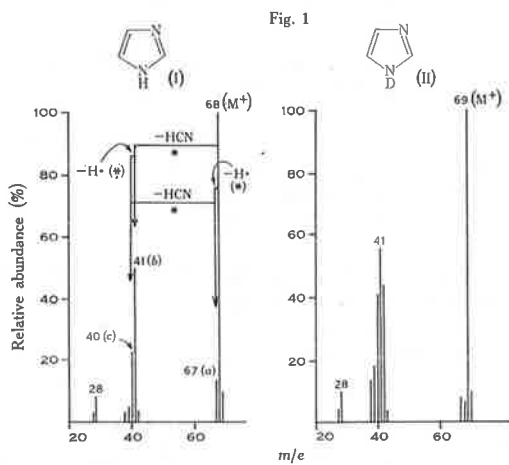 Fig. 1
N
N
H
(I)
N
N
D
(II)
Relative abundance (%)
100
80
60
40
20
68 (M+)
−HCN
*
−H• (*)
−H•
(*)
−HCN
*
41 (b)
40 (c)
28
67 (a)
20
40
60
100
80
60
40
20
69 (M+)
41
28
20
40
60
m/e